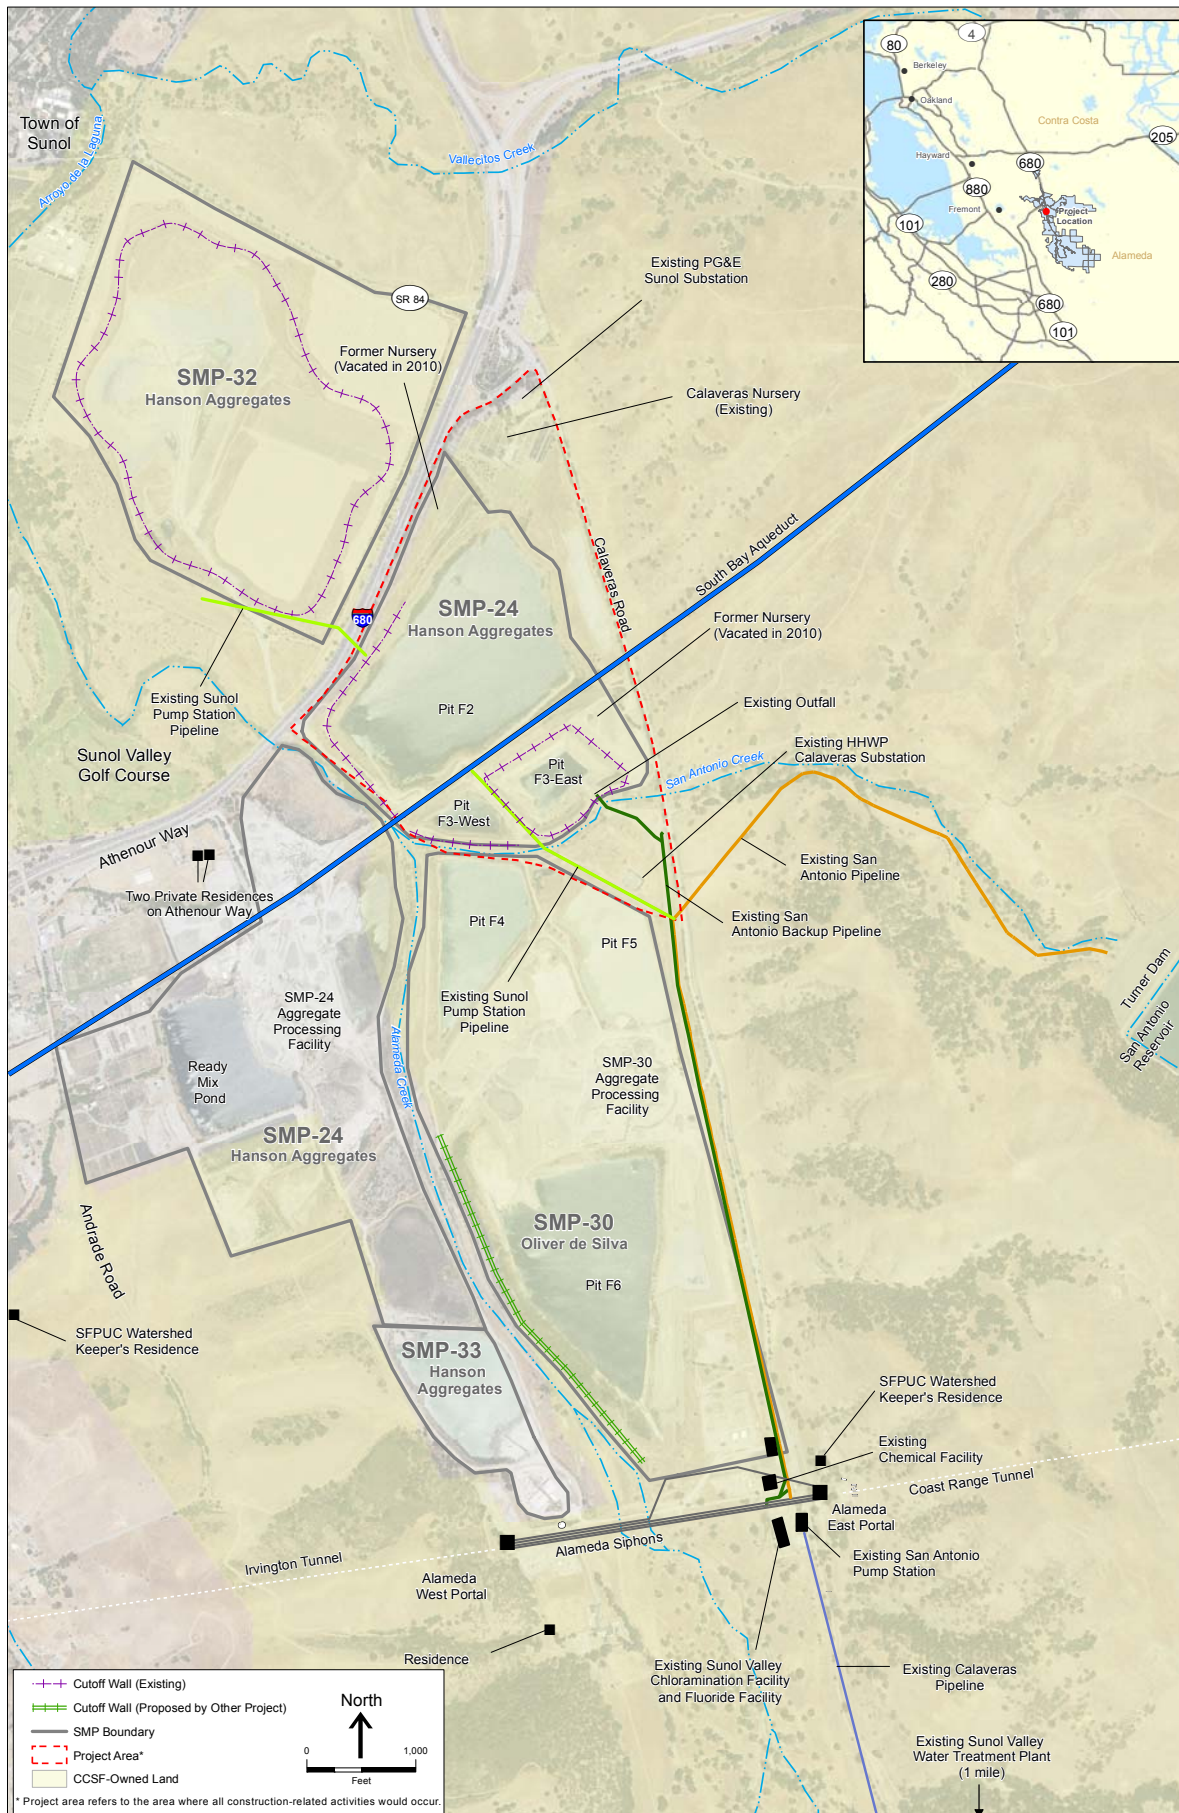 Town of
Sunol
Arroyo de la Laguna
Vallecitos Creek
80
4
Berkeley
Oakland
Contra Costa
205
Hayward
680
880
Fremont
Project
Location
101
Alameda
280
680
101
Existing PG&E
Sunol Substation
SR 84
Former Nursery
(Vacated in 2010)
SMP-32
Hanson Aggregates
Calaveras Nursery
(Existing)
South Bay Aqueduct
Calaveras Road
680
SMP-24
Hanson Aggregates
Former Nursery
(Vacated in 2010)
Existing Sunol
Pump Station
Pipeline
Pit F2
Existing Outfall
Sunol Valley
Golf Course
Existing HHWP
Calaveras Substation
Pit
F3-East
San Antonio Creek
Pit
F3-West
Athenour Way
Existing San
Antonio Pipeline
Two Private Residences
on Athenour Way
Pit F4
Existing San
Antonio Backup Pipeline
Pit F5
Turner Dam
San Antonio
Reservoir
SMP-24
Aggregate
Processing
Facility
Existing Sunol
Pump Station
Pipeline
Alameda Creek
Ready
Mix
Pond
SMP-30
Aggregate
Processing
Facility
SMP-24
Hanson Aggregates
Andrade Road
SMP-30
Oliver de Silva
Pit F6
SFPUC Watershed
Keeper's Residence
SMP-33
Hanson
Aggregates
SFPUC Watershed
Keeper's Residence
Existing
Chemical Facility
Coast Range Tunnel
Alameda
East Portal
Alameda Siphons
Irvington Tunnel
Existing San Antonio
Pump Station
Alameda
West Portal
Residence
Existing Sunol Valley
Chloramination Facility
and Fluoride Facility
Existing Calaveras
Pipeline
Existing Sunol Valley
Water Treatment Plant
(1 mile)
Cutoff Wall (Existing)
Cutoff Wall (Proposed by Other Project)
SMP Boundary
Project Area*
CCSF-Owned Land
North
0
1,000
Feet
* Project area refers to the area where all construction-related activities would occur.